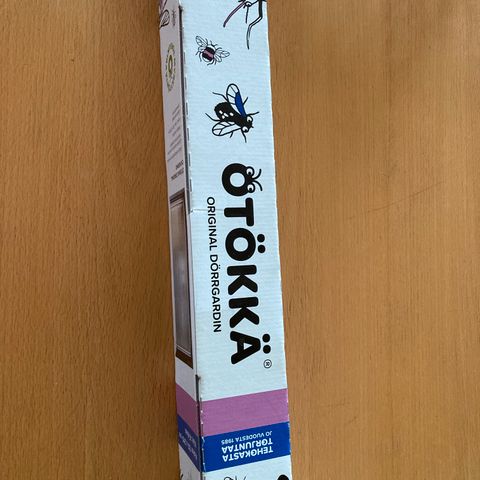 ÖTÖKKÄ®
ORIGINAL DÖRRGARDIN
TEHOKASTA
TORJUNTAA
JO VUODESTA 1985